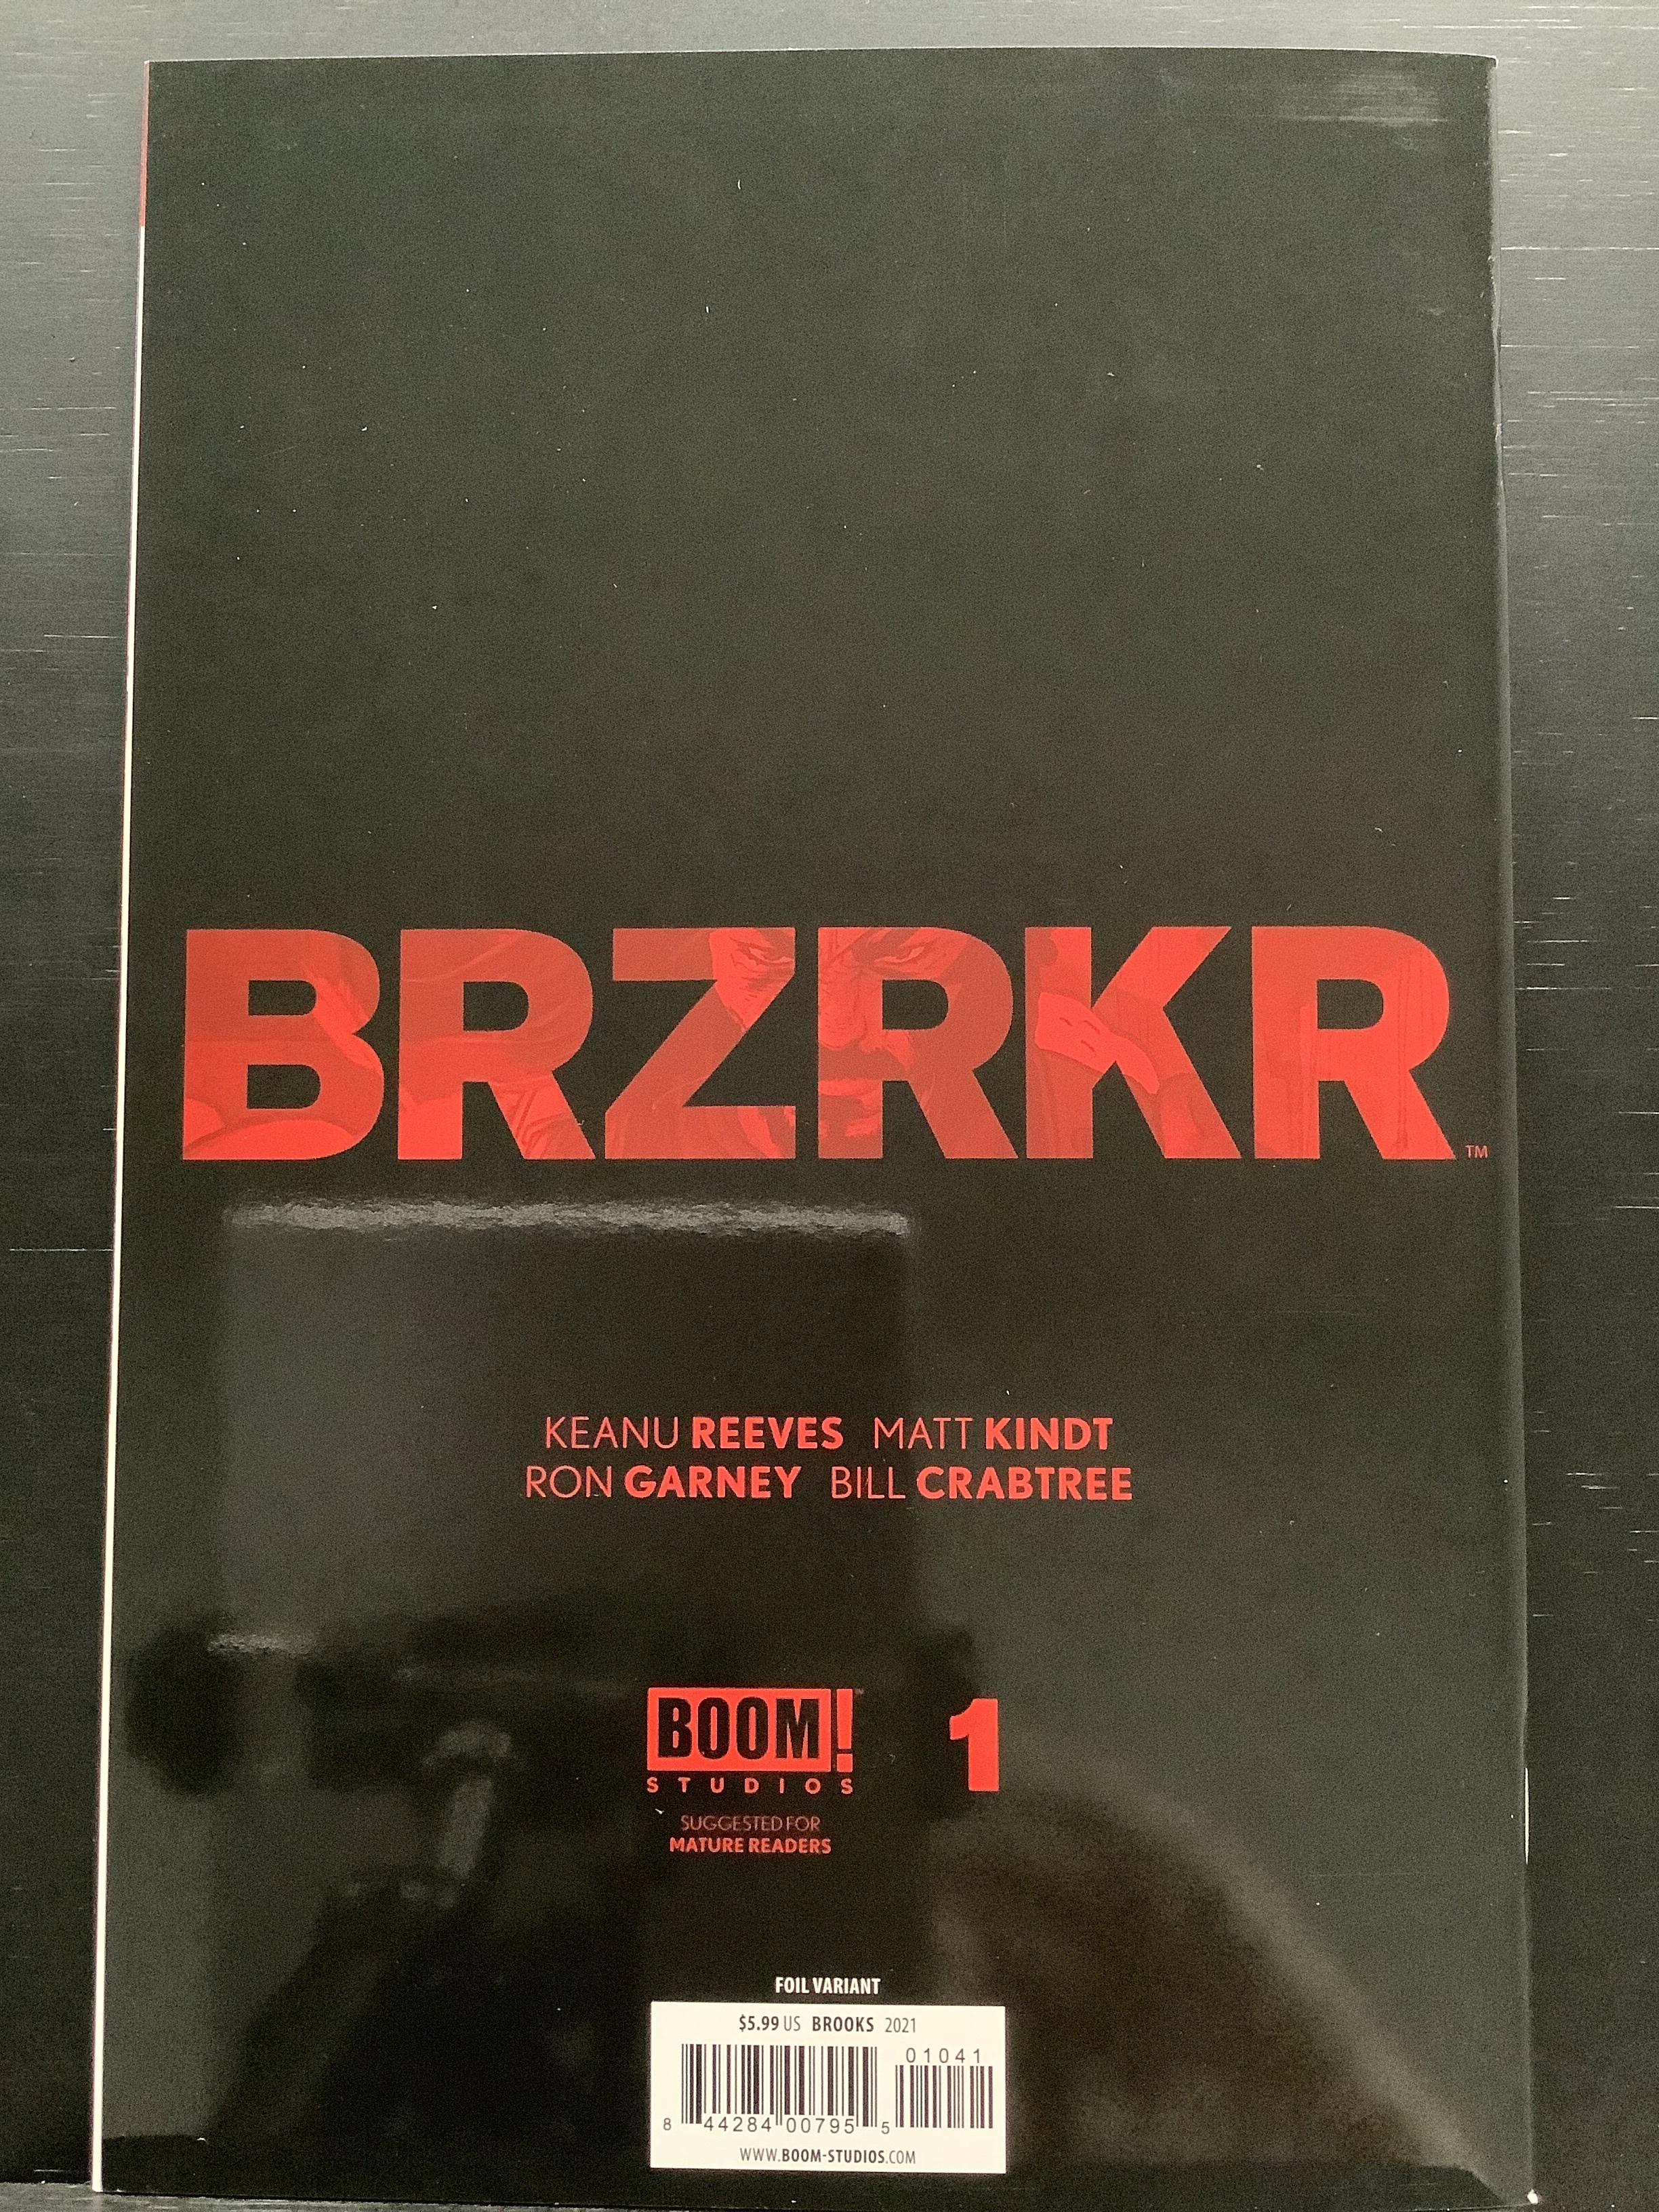 BRZRKR™
KEANU REEVES MATT KINDT
RON GARNEY BILL CRABTREE
BOOM!™ 1
STUDIOS
SUGGESTED FOR
MATURE READERS
FOIL VARIANT
$5.99 US BROOKS 2021
01041
8 44284 00795 5
WWW.BOOM-STUDIOS.COM